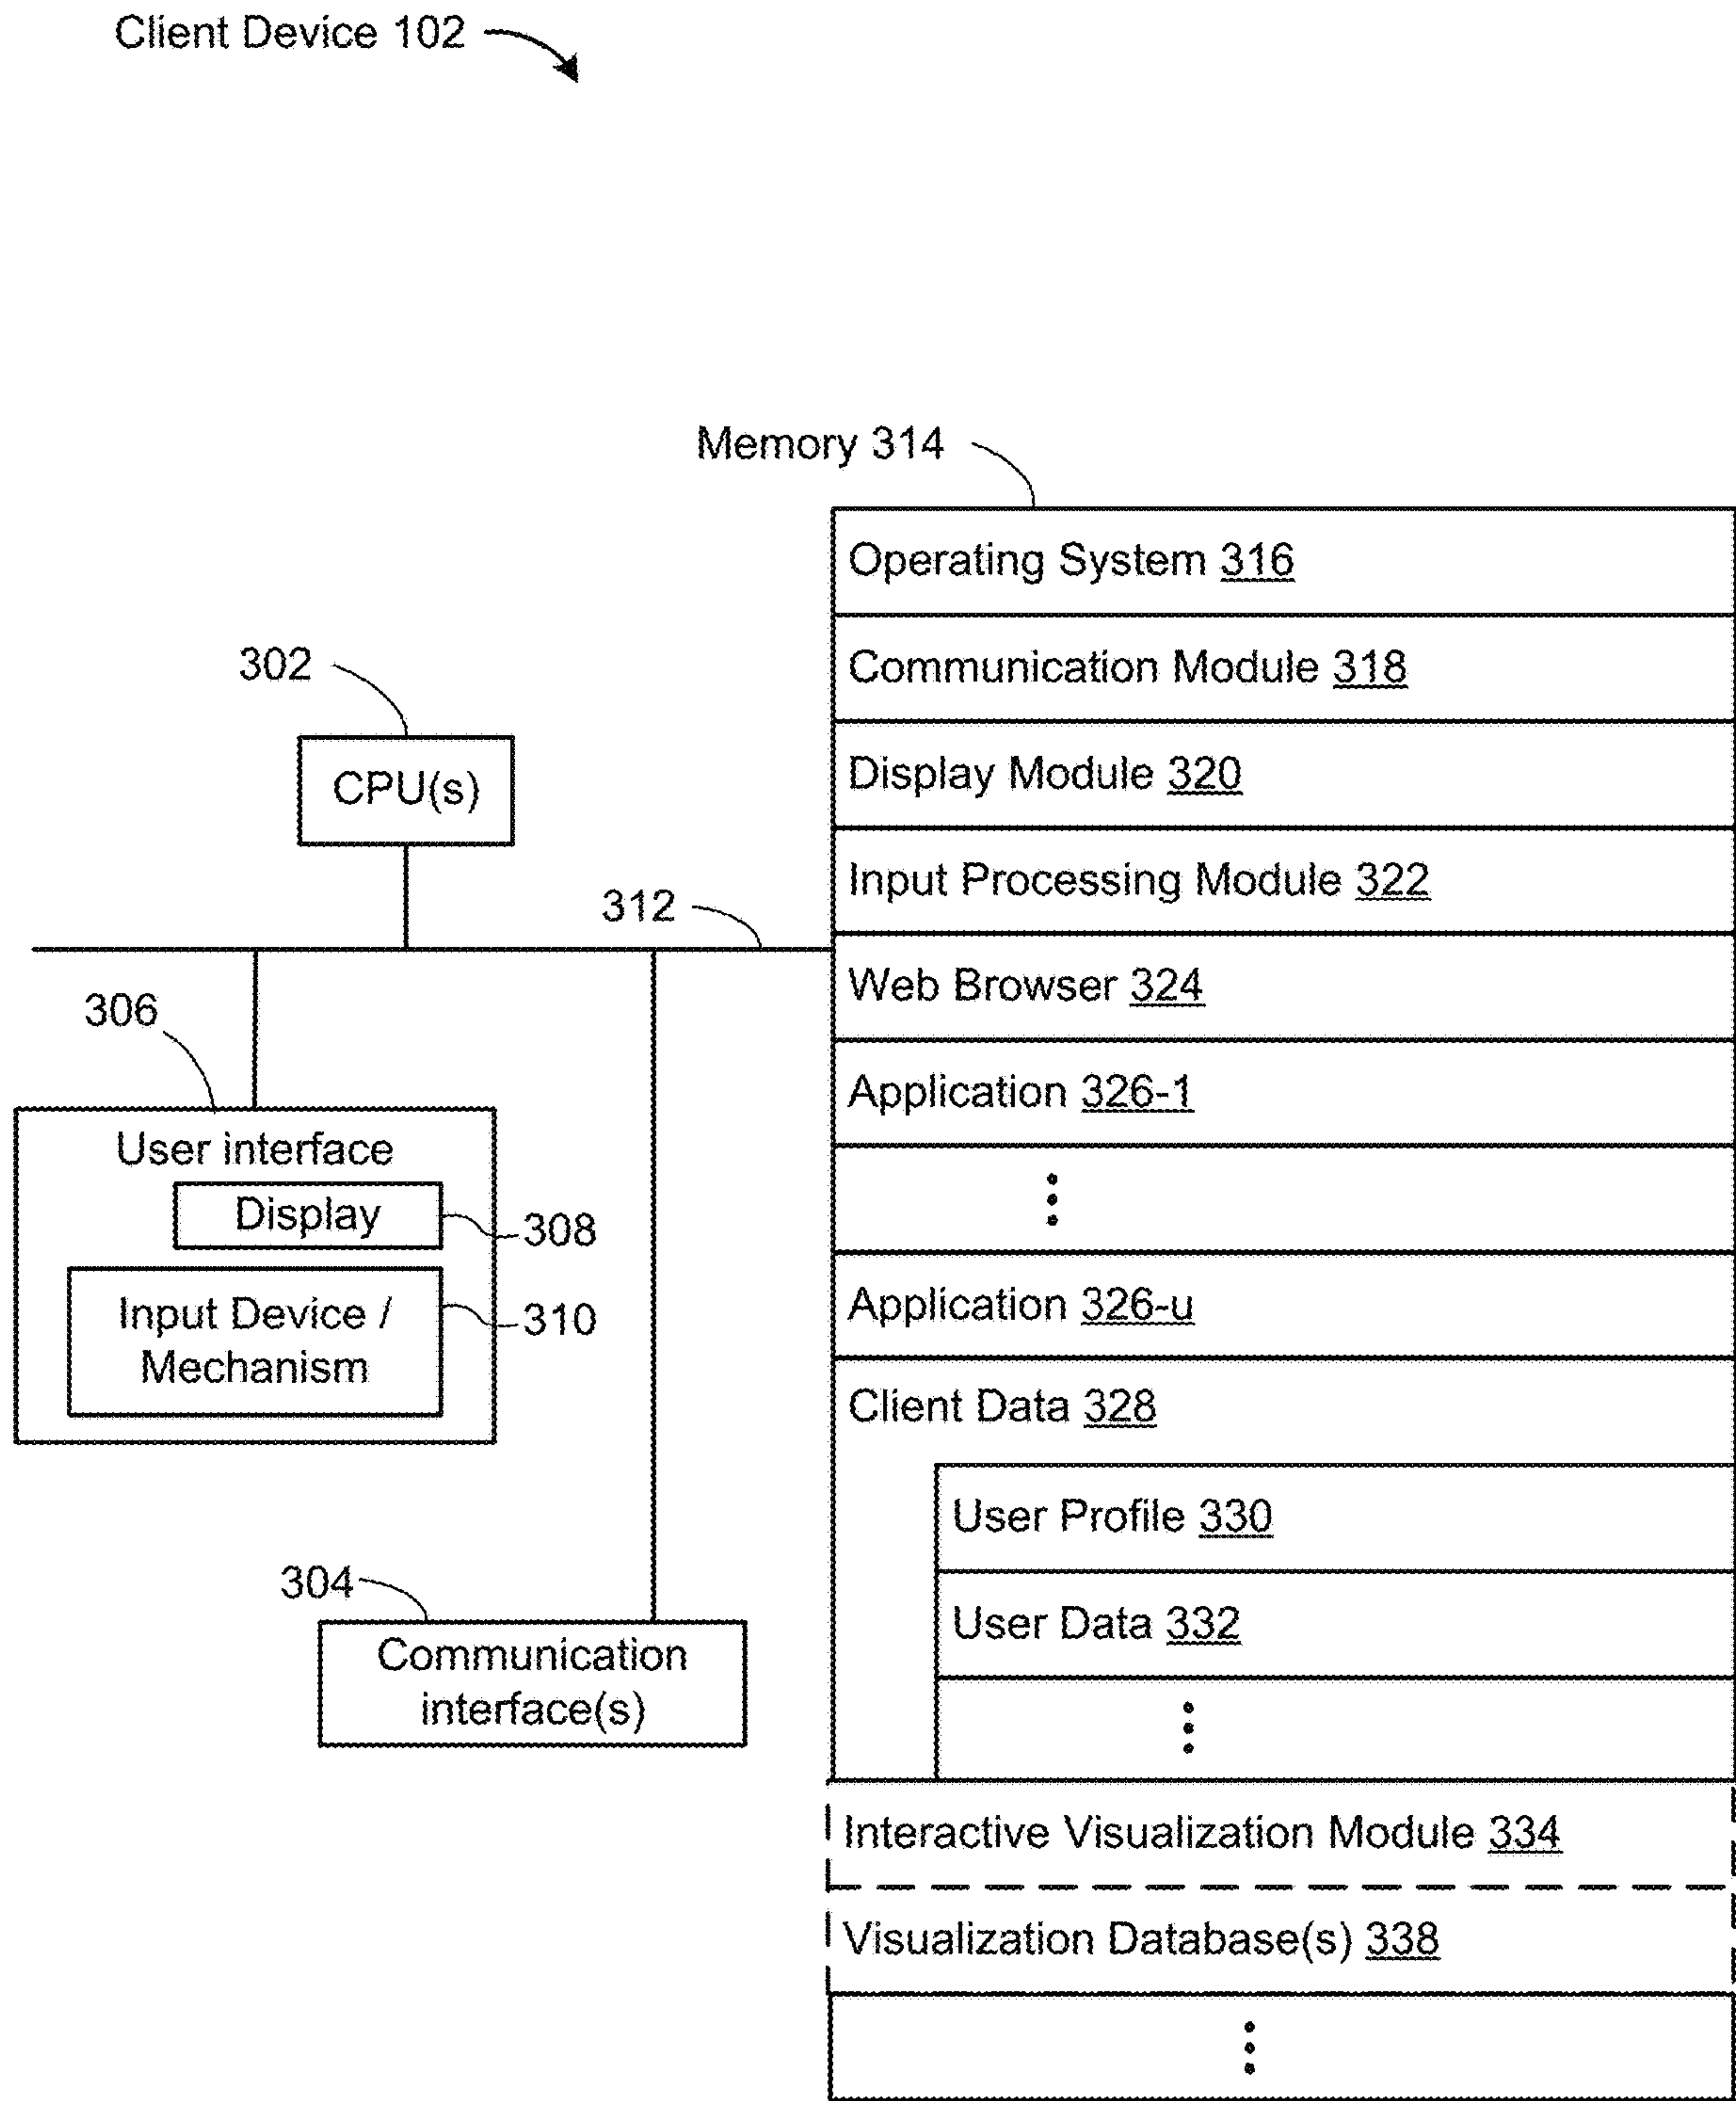 Client Device 102
Memory 314
Operating System 316
Communication Module 318
Display Module 320
Input Processing Module 322
Web Browser 324
Application 326-1
Application 326-u
Client Data 328
User Profile 330
User Data 332
Interactive Visualization Module 334
Visualization Database(s) 338
302
CPU(s)
312
306
User interface
Display
308
Input Device /
Mechanism
310
304
Communication
interface(s)